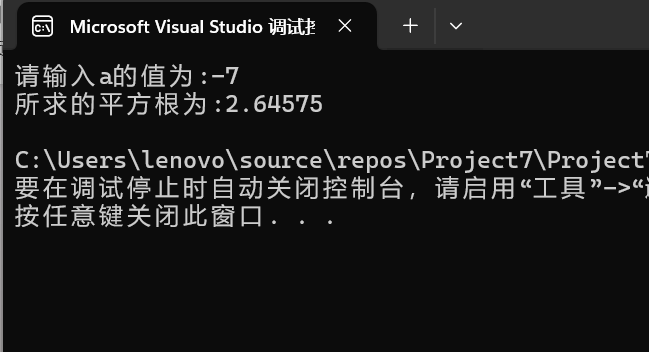 Microsoft Visual Studio 调试
请输入a的值为:-7
所求的平方根为:2.64575
C:\Users\lenovo\source\repos\Project7\Project7
要在调试停止时自动关闭控制台，请启用“工具”->“
按任意键关闭此窗口. . .